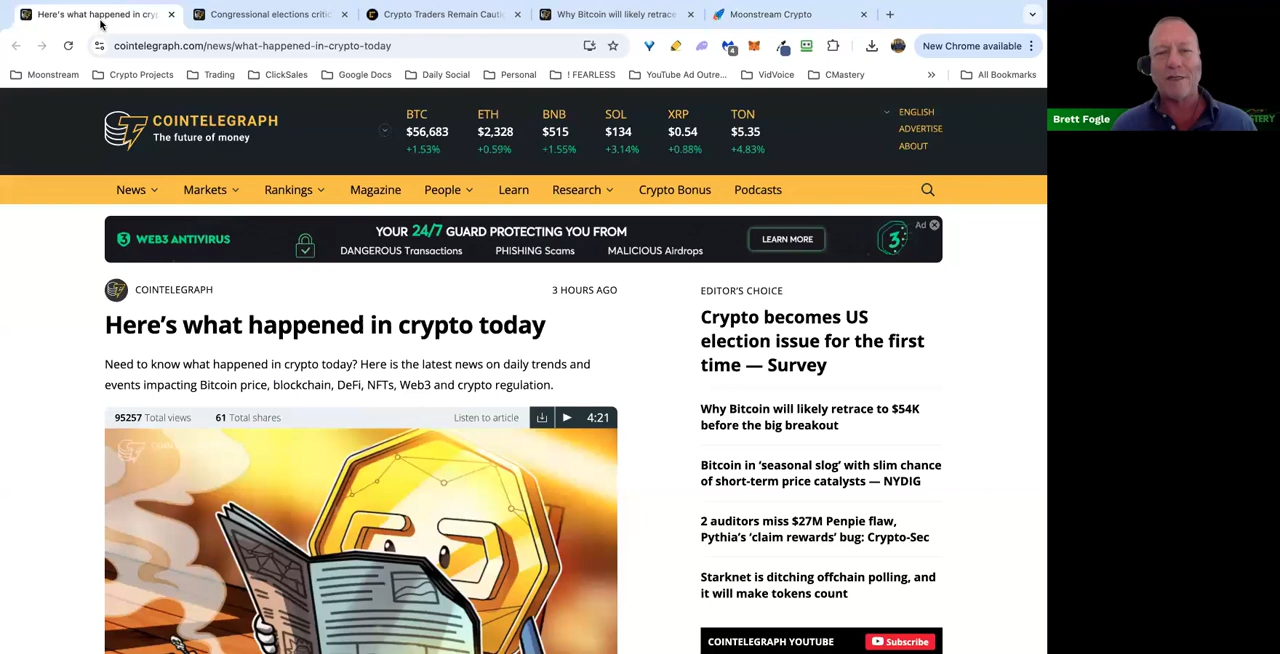 Here's what happened in cry
Congressional elections critic
Crypto Traders Remain Cauti
Why Bitcoin will likely retrace
Moonstream Crypto
cointelegraph.com/news/what-happened-in-crypto-today
4
New Chrome available
Moonstream
Crypto Projects
Trading
ClickSales
Google Docs
Daily Social
Personal
! FEARLESS
YouTube Ad Outre...
VidVoice
CMastery
»
All Bookmarks
Brett Fogle
COINTELEGRAPH
The future of money
BTC ETH BNB SOL XRP TON
$56,683 $2,328 $515 $134 $0.54 $5.35
+1.53% +0.59% +1.55% +3.14% +0.88% +4.83%
ENGLISH
ADVERTISE
ABOUT
News Markets Rankings Magazine People Learn Research Crypto Bonus Podcasts
WEB3 ANTIVIRUS
YOUR 24/7 GUARD PROTECTING YOU FROM
DANGEROUS Transactions PHISHING Scams MALICIOUS Airdrops
LEARN MORE
3
Ad
COINTELEGRAPH
3 HOURS AGO
Here's what happened in crypto today
Need to know what happened in crypto today? Here is the latest news on daily trends and
events impacting Bitcoin price, blockchain, DeFi, NFTs, Web3 and crypto regulation.
95257 Total views 61 Total shares
Listen to article
4:21
EDITOR'S CHOICE
Crypto becomes US
election issue for the first
time — Survey
Why Bitcoin will likely retrace to $54K
before the big breakout
Bitcoin in 'seasonal slog' with slim chance
of short-term price catalysts — NYDIG
2 auditors miss $27M Penpie flaw,
Pythia's 'claim rewards' bug: Crypto-Sec
Starknet is ditching offchain polling, and
it will make tokens count
COINTELEGRAPH YOUTUBE
Subscribe